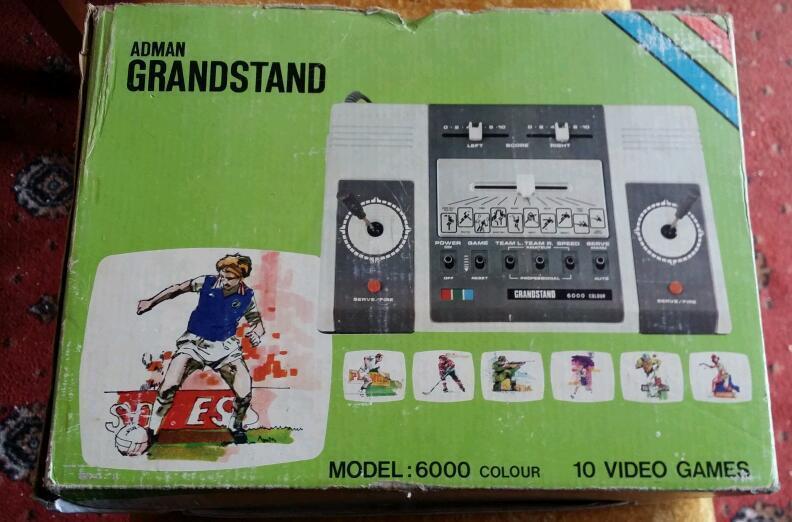 ADMAN
GRANDSTAND
LEFT SCORE RIGHT
POWER GAME TEAM L. TEAM R. SPEED SERVE
ON AMATEUR
OFF RESET PROFESSIONAL AUTO
SERVE/FIRE SERVE/FIRE
GRANDSTAND 6000 COLOUR
MODEL: 6000 COLOUR 10 VIDEO GAMES